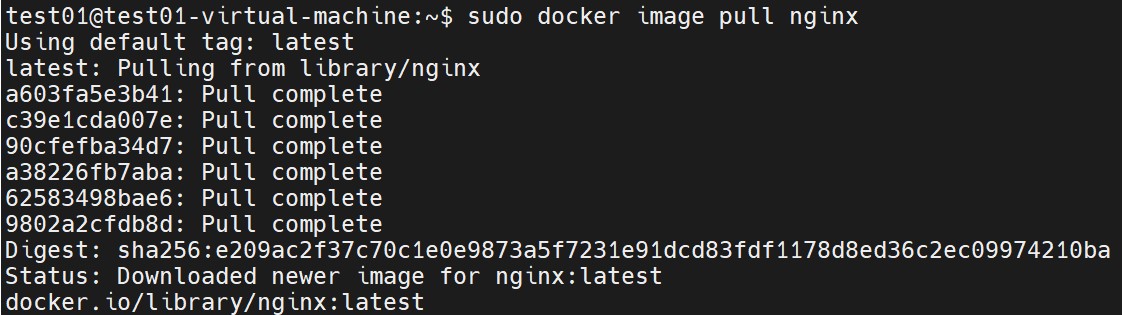 test01@test01-virtual-machine:~$ sudo docker image pull nginx
Using default tag: latest
latest: Pulling from library/nginx
a603fa5e3b41: Pull complete
c39e1cda007e: Pull complete
90cfefba34d7: Pull complete
a38226fb7aba: Pull complete
62583498bae6: Pull complete
9802a2cfdb8d: Pull complete
Digest: sha256:e209ac2f37c70c1e0e9873a5f7231e91dcd83fdf1178d8ed36c2ec09974210ba
Status: Downloaded newer image for nginx:latest
docker.io/library/nginx:latest